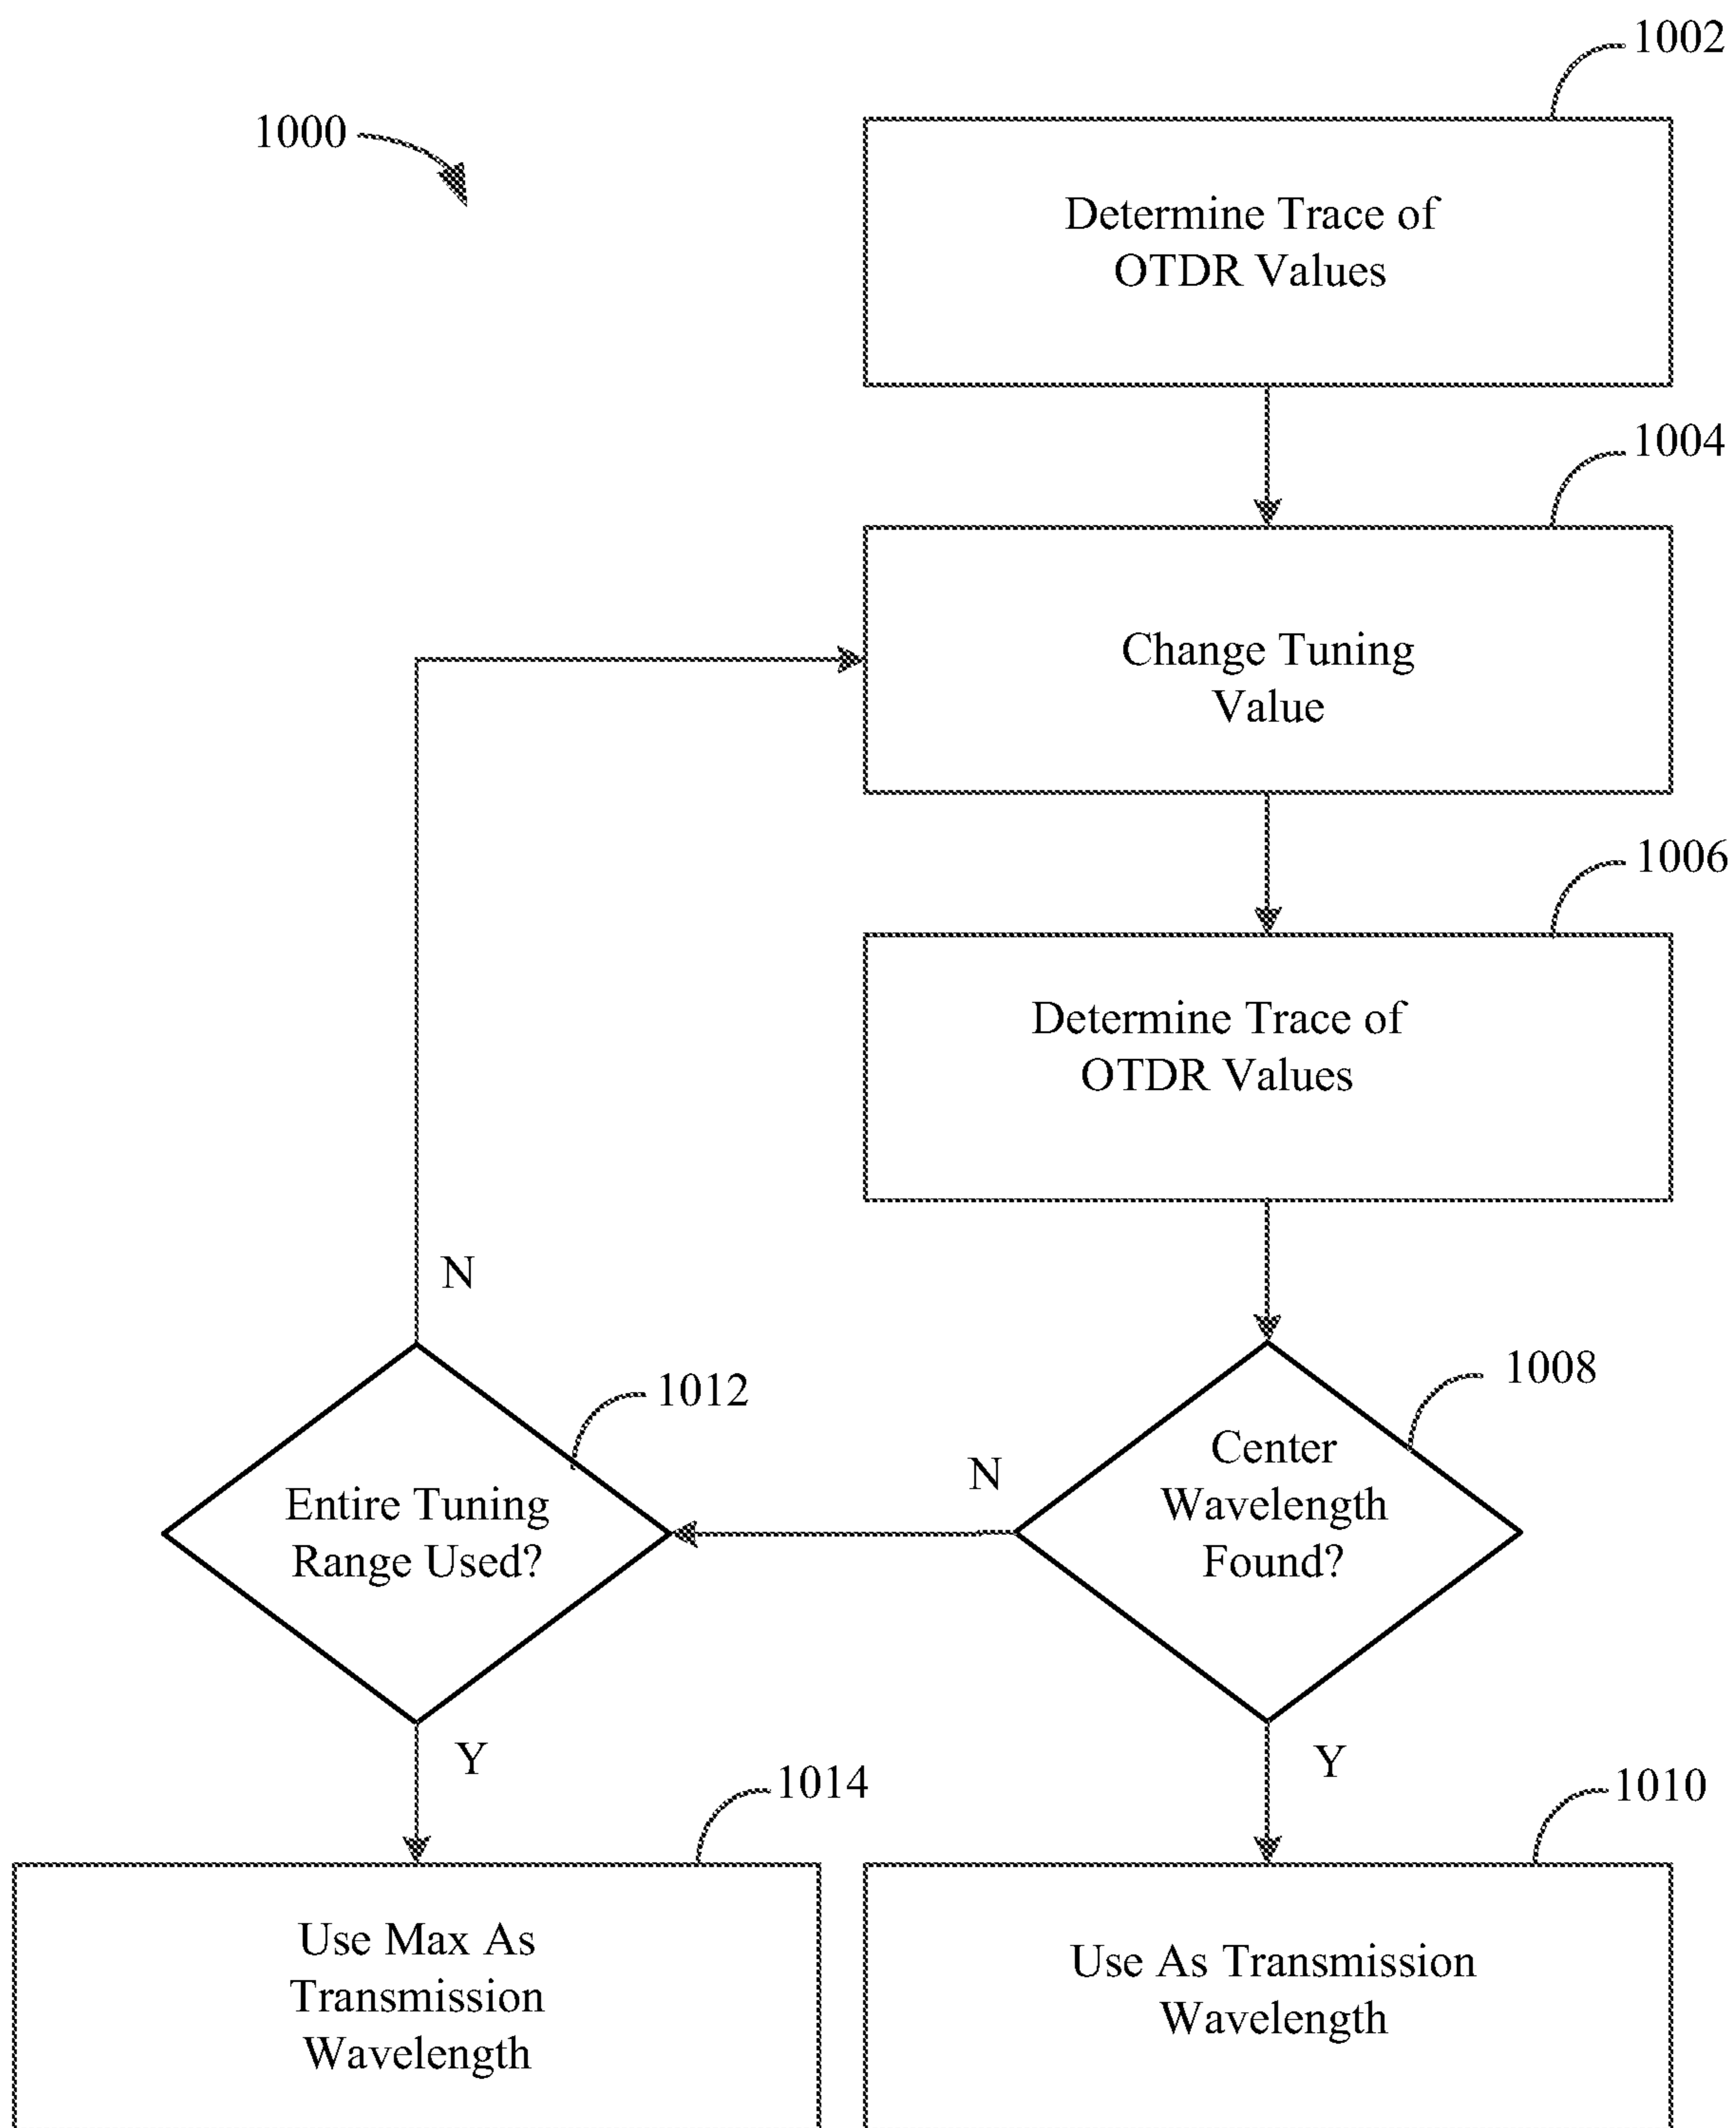 1002
1000
Determine Trace of
OTDR Values
1004
Change Tuning
Value
1006
Determine Trace of
OTDR Values
N
1012
1008
Center
Wavelength
Found?
N
Entire Tuning
Range Used?
Y
Y
1014
1010
Use Max As
Transmission
Wavelength
Use As Transmission
Wavelength